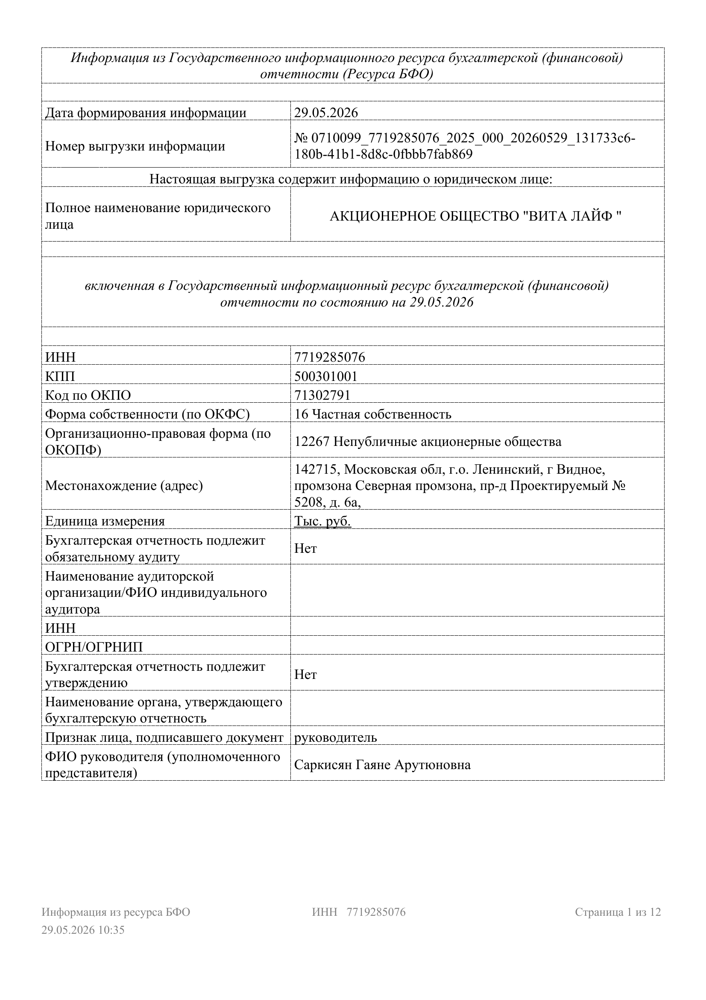 Информация из Государственного информационного ресурса бухгалтерской (финансовой)
отчетности (Ресурса БФО)
Дата формирования информации 29.05.2026
Номер выгрузки информации № 0710099_7719285076_2025_000_20260529_131733c6-
180b-41b1-8d8c-0fbbb7fab869
Настоящая выгрузка содержит информацию о юридическом лице:
Полное наименование юридического
лица
АКЦИОНЕРНОЕ ОБЩЕСТВО "ВИТА ЛАЙФ "
включенная в Государственный информационный ресурс бухгалтерской (финансовой)
отчетности по состоянию на 29.05.2026
ИНН 7719285076
КПП 500301001
Код по ОКПО 71302791
Форма собственности (по ОКФС) 16 Частная собственность
Организационно-правовая форма (по
ОКОПФ)
12267 Непубличные акционерные общества
Местонахождение (адрес)
142715, Московская обл, г.о. Ленинский, г Видное,
промзона Северная промзона, пр-д Проектируемый №
5208, д. 6а,
Единица измерения Тыс. руб.
Бухгалтерская отчетность подлежит
обязательному аудиту
Нет
Наименование аудиторской
организации/ФИО индивидуального
аудитора
ИНН
ОГРН/ОГРНИП
Бухгалтерская отчетность подлежит
утверждению
Нет
Наименование органа, утверждающего
бухгалтерскую отчетность
Признак лица, подписавшего документ руководитель
ФИО руководителя (уполномоченного
представителя)
Саркисян Гаяне Арутюновна
Информация из ресурса БФО ИНН 7719285076 Страница 1 из 12
29.05.2026 10:35